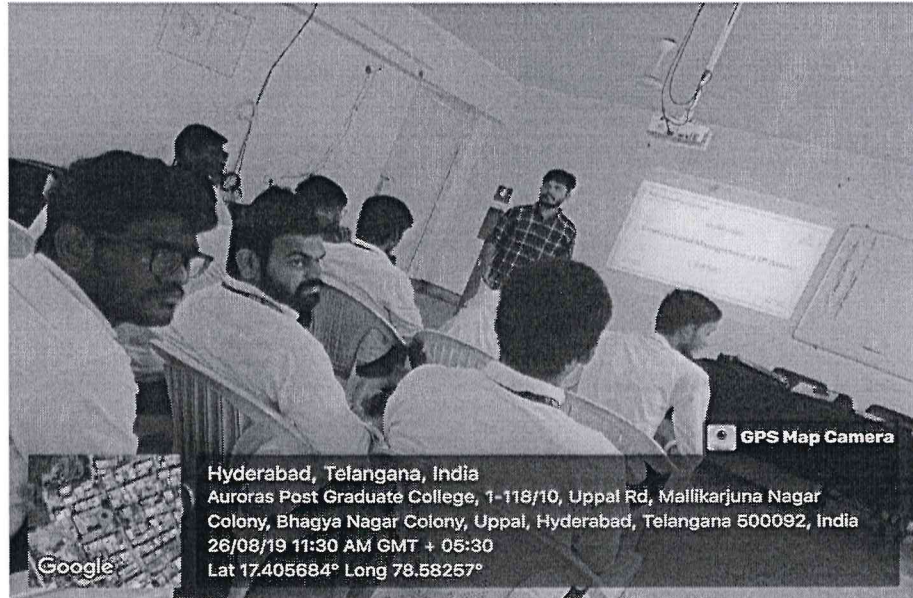 GPS Map Camera
Hyderabad, Telangana, India
Auroras Post Graduate College, 1-118/10, Uppal Rd, Mallikarjuna Nagar
Colony, Bhagya Nagar Colony, Uppal, Hyderabad, Telangana 500092, India
26/08/19 11:30 AM GMT + 05:30
Lat 17.405684° Long 78.58257°
Google